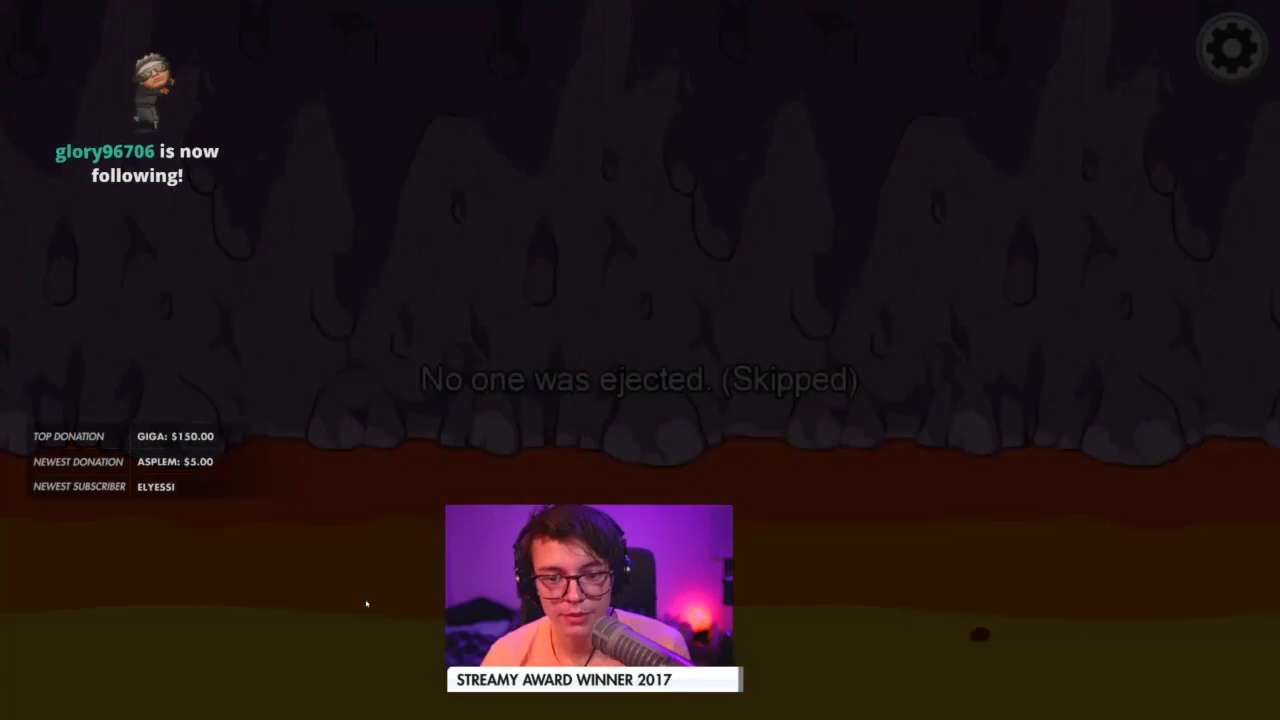 glory96706 is now
following!
No one was ejected. (Skipped)
TOP DONATION GIGA: $150.00
NEWEST DONATION ASPLEM: $5.00
NEWEST SUBSCRIBER ELYESSI
STREAMY AWARD WINNER 2017